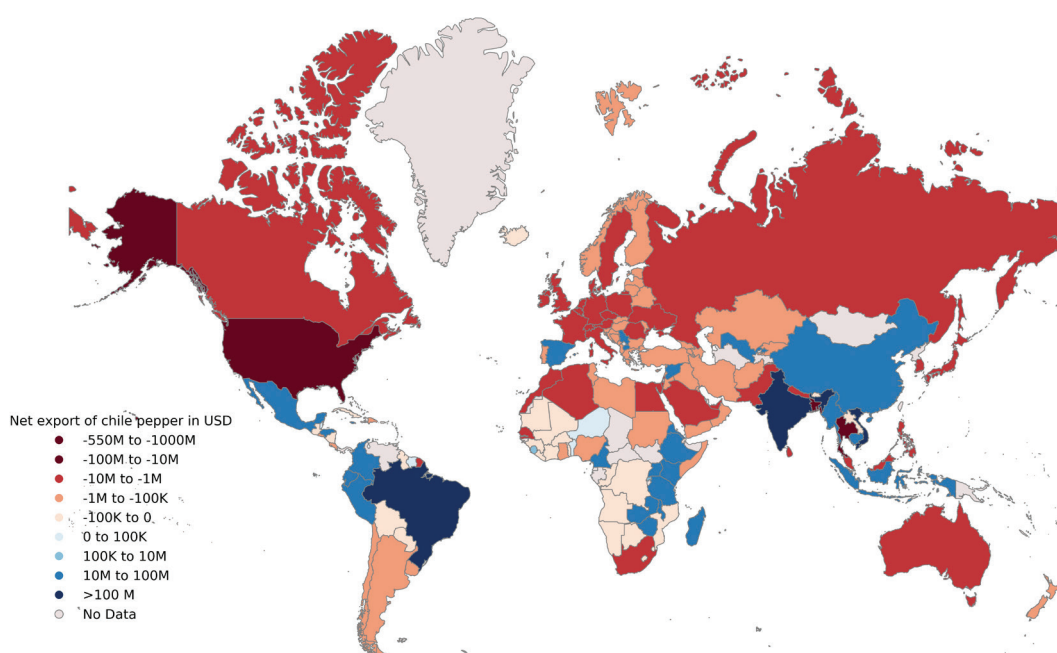 Net export of chile pepper in USD
-550M to -1000M
-100M to -10M
-10M to -1M
-1M to -100K
-100K to 0
0 to 100K
100K to 10M
10M to 100M
>100 M
No Data